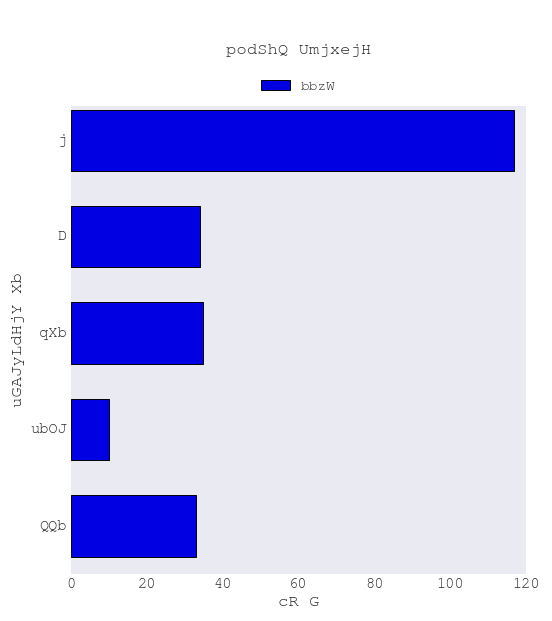 podShQ UmjxejH
bbzW
uGAJyLdHjY Xb
j
D
qXb
ubOJ
QQb
0 20 40 60 80 100 120
cR G